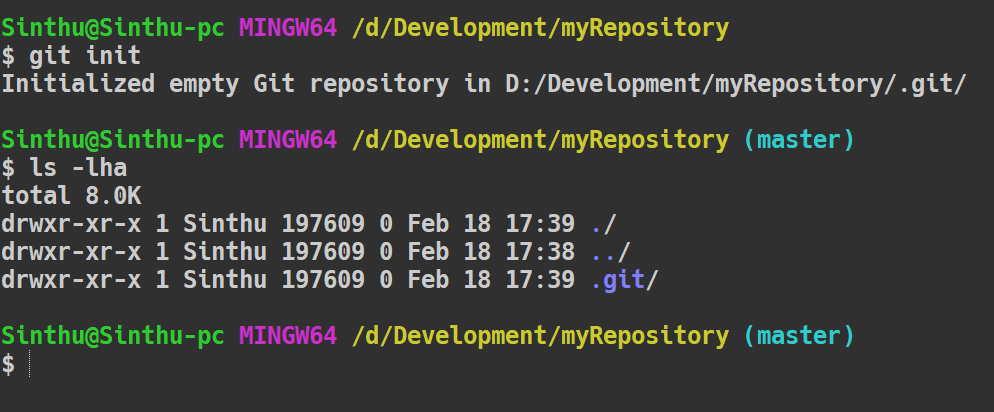 Sinthu@Sinthu-pc MINGW64 /d/Development/myRepository
$ git init
Initialized empty Git repository in D:/Development/myRepository/.git/
Sinthu@Sinthu-pc MINGW64 /d/Development/myRepository (master)
$ ls -lha
total 8.0K
drwxr-xr-x 1 Sinthu 197609 0 Feb 18 17:39 ./
drwxr-xr-x 1 Sinthu 197609 0 Feb 18 17:38 ../
drwxr-xr-x 1 Sinthu 197609 0 Feb 18 17:39 .git/
Sinthu@Sinthu-pc MINGW64 /d/Development/myRepository (master)
$